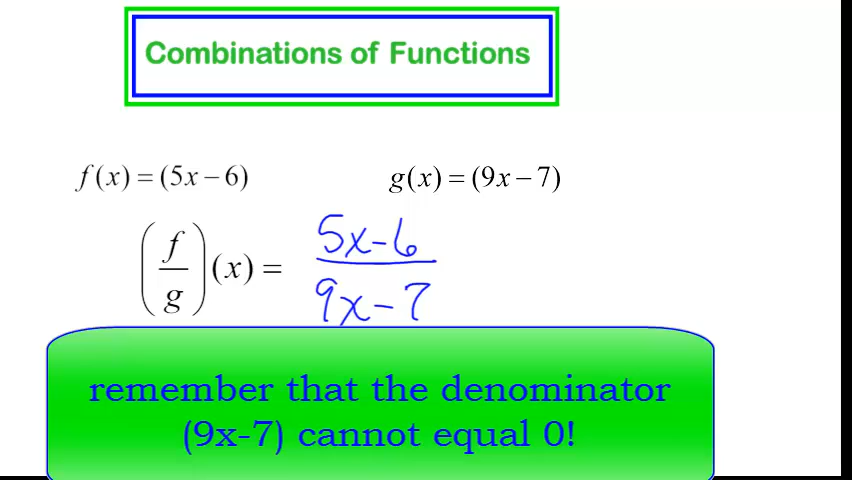 Combinations of Functions
f(x) = (5x − 6)
g(x) = (9x − 7)
(f/g)(x) = 5x−6 / 9x−7
remember that the denominator
(9x-7) cannot equal 0!